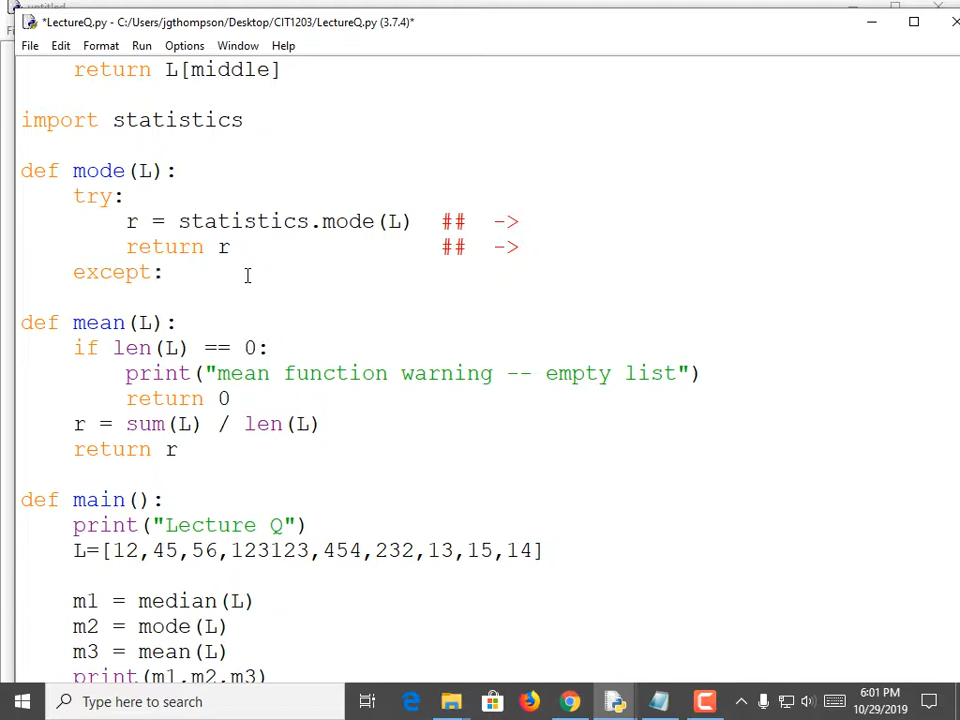 untitled
*LectureQ.py - C:/Users/jgthompson/Desktop/CIT1203/LectureQ.py (3.7.4)*
File Edit Format Run Options Window Help
    return L[middle]
import statistics
def mode(L):
    try:
        r = statistics.mode(L)  ##  ->
        return r                ##  ->
    except:
def mean(L):
    if len(L) == 0:
        print("mean function warning -- empty list")
        return 0
    r = sum(L) / len(L)
    return r
def main():
    print("Lecture Q")
    L=[12,45,56,123123,454,232,13,15,14]
    m1 = median(L)
    m2 = mode(L)
    m3 = mean(L)
    print(m1,m2,m3)
Type here to search
6:01 PM
10/29/2019